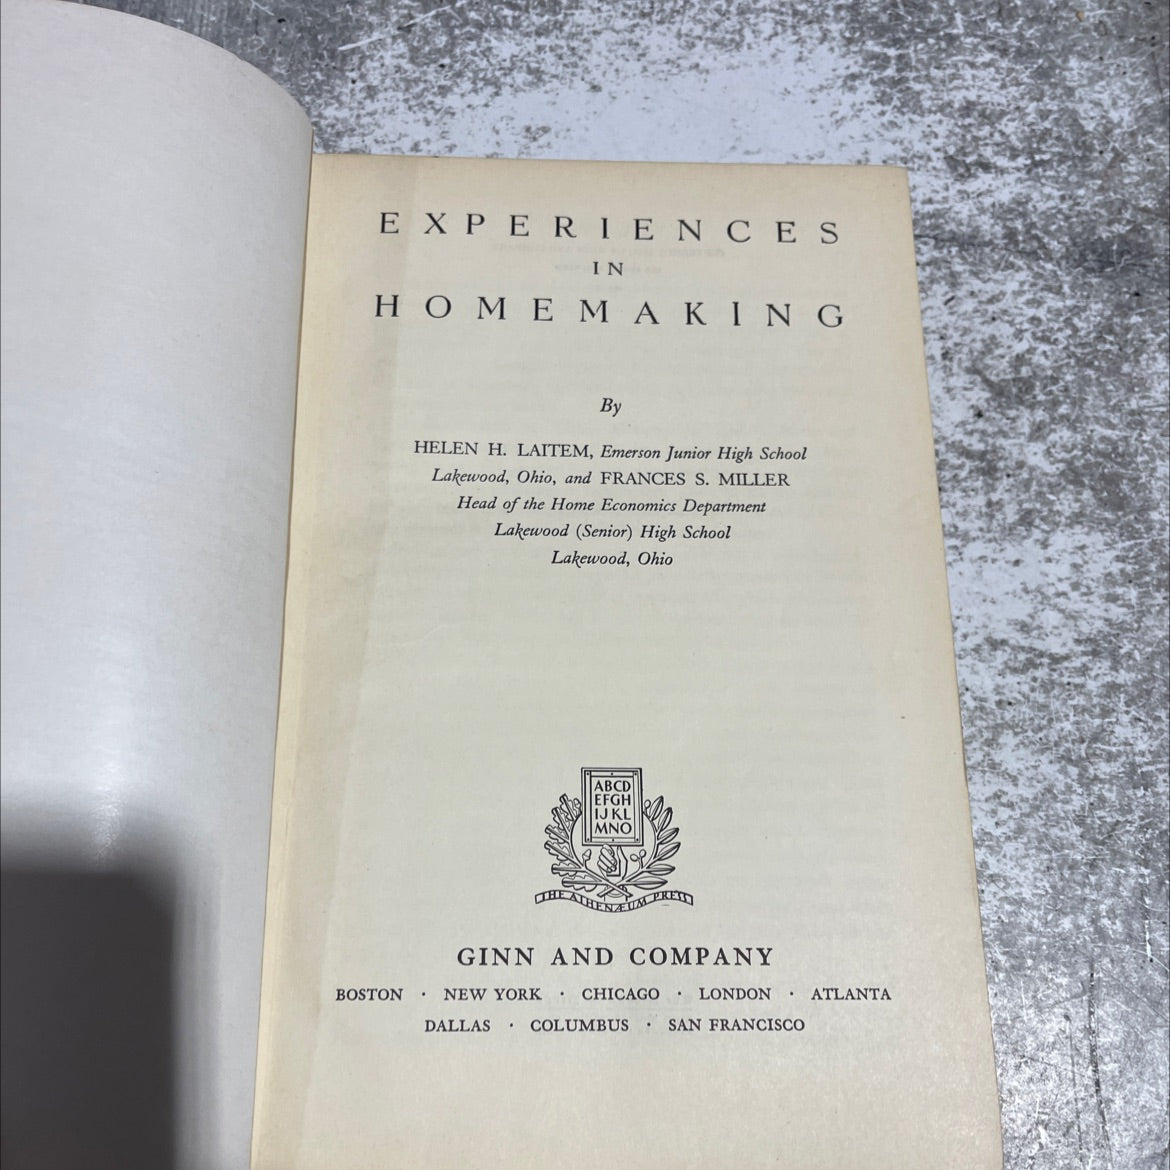 EXPERIENCES
IN
HOMEMAKING
By
HELEN H. LAITEM, Emerson Junior High School
Lakewood, Ohio, and FRANCES S. MILLER
Head of the Home Economics Department
Lakewood (Senior) High School
Lakewood, Ohio
ABCD
EFGH
IJKL
MNO
THE ATHENÆUM PRESS
GINN AND COMPANY
BOSTON · NEW YORK · CHICAGO · LONDON · ATLANTA
DALLAS · COLUMBUS · SAN FRANCISCO